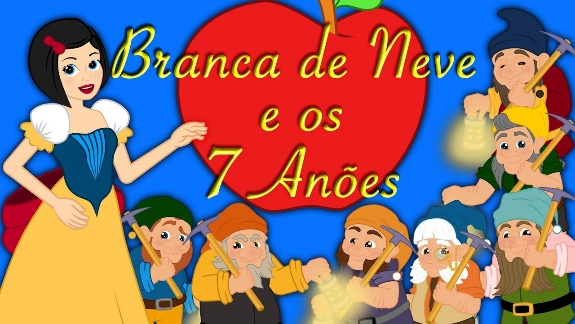 Branca de Neve
e os
7 Anões